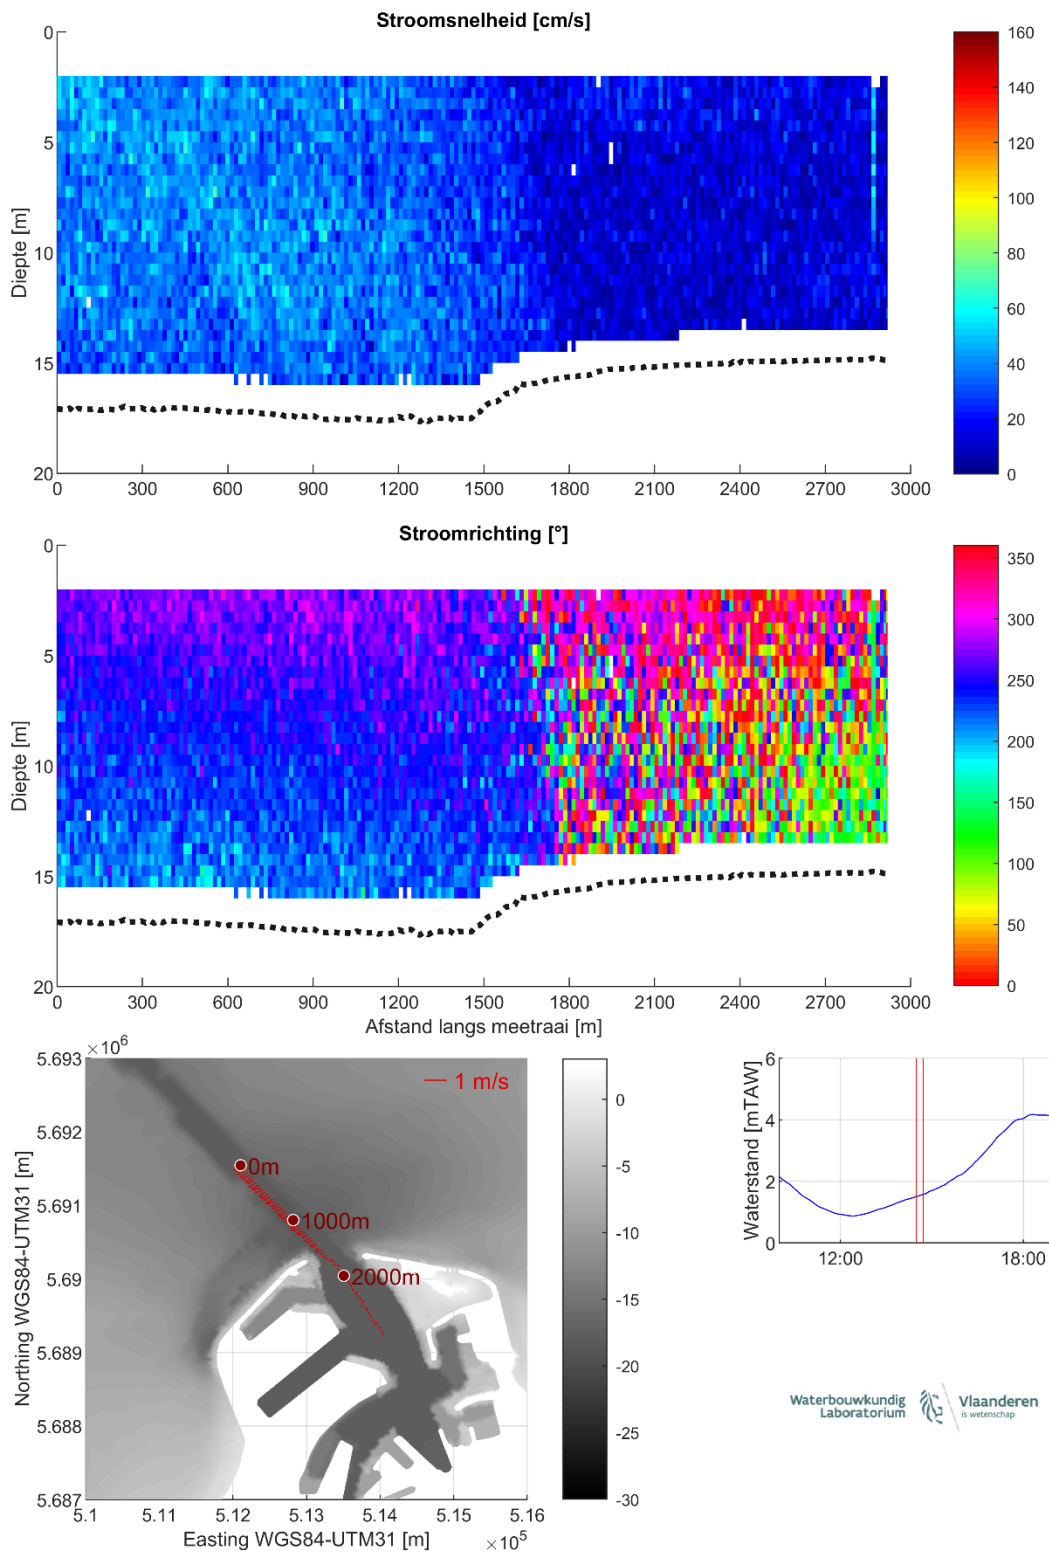 Stroomsnelheid [cm/s]
0
5
10
15
20
Diepte [m]
0 300 600 900 1200 1500 1800 2100 2400 2700 3000
160
140
120
100
80
60
40
20
0
Stroomrichting [°]
0
5
10
15
20
Diepte [m]
0 300 600 900 1200 1500 1800 2100 2400 2700 3000
Afstand langs meetraai [m]
350
300
250
200
150
100
50
0
×10⁶
5.693
5.692
5.691
5.69
5.689
5.688
5.687
Northing WGS84-UTM31 [m]
1 m/s
0m
1000m
2000m
5.1 5.11 5.12 5.13 5.14 5.15 5.16
Easting WGS84-UTM31 [m]
×10⁵
0
-5
-10
-15
-20
-25
-30
Waterstand [mTAW]
6
4
2
0
12:00 18:00
Waterbouwkundig
Laboratorium
Vlaanderen
is wetenschap